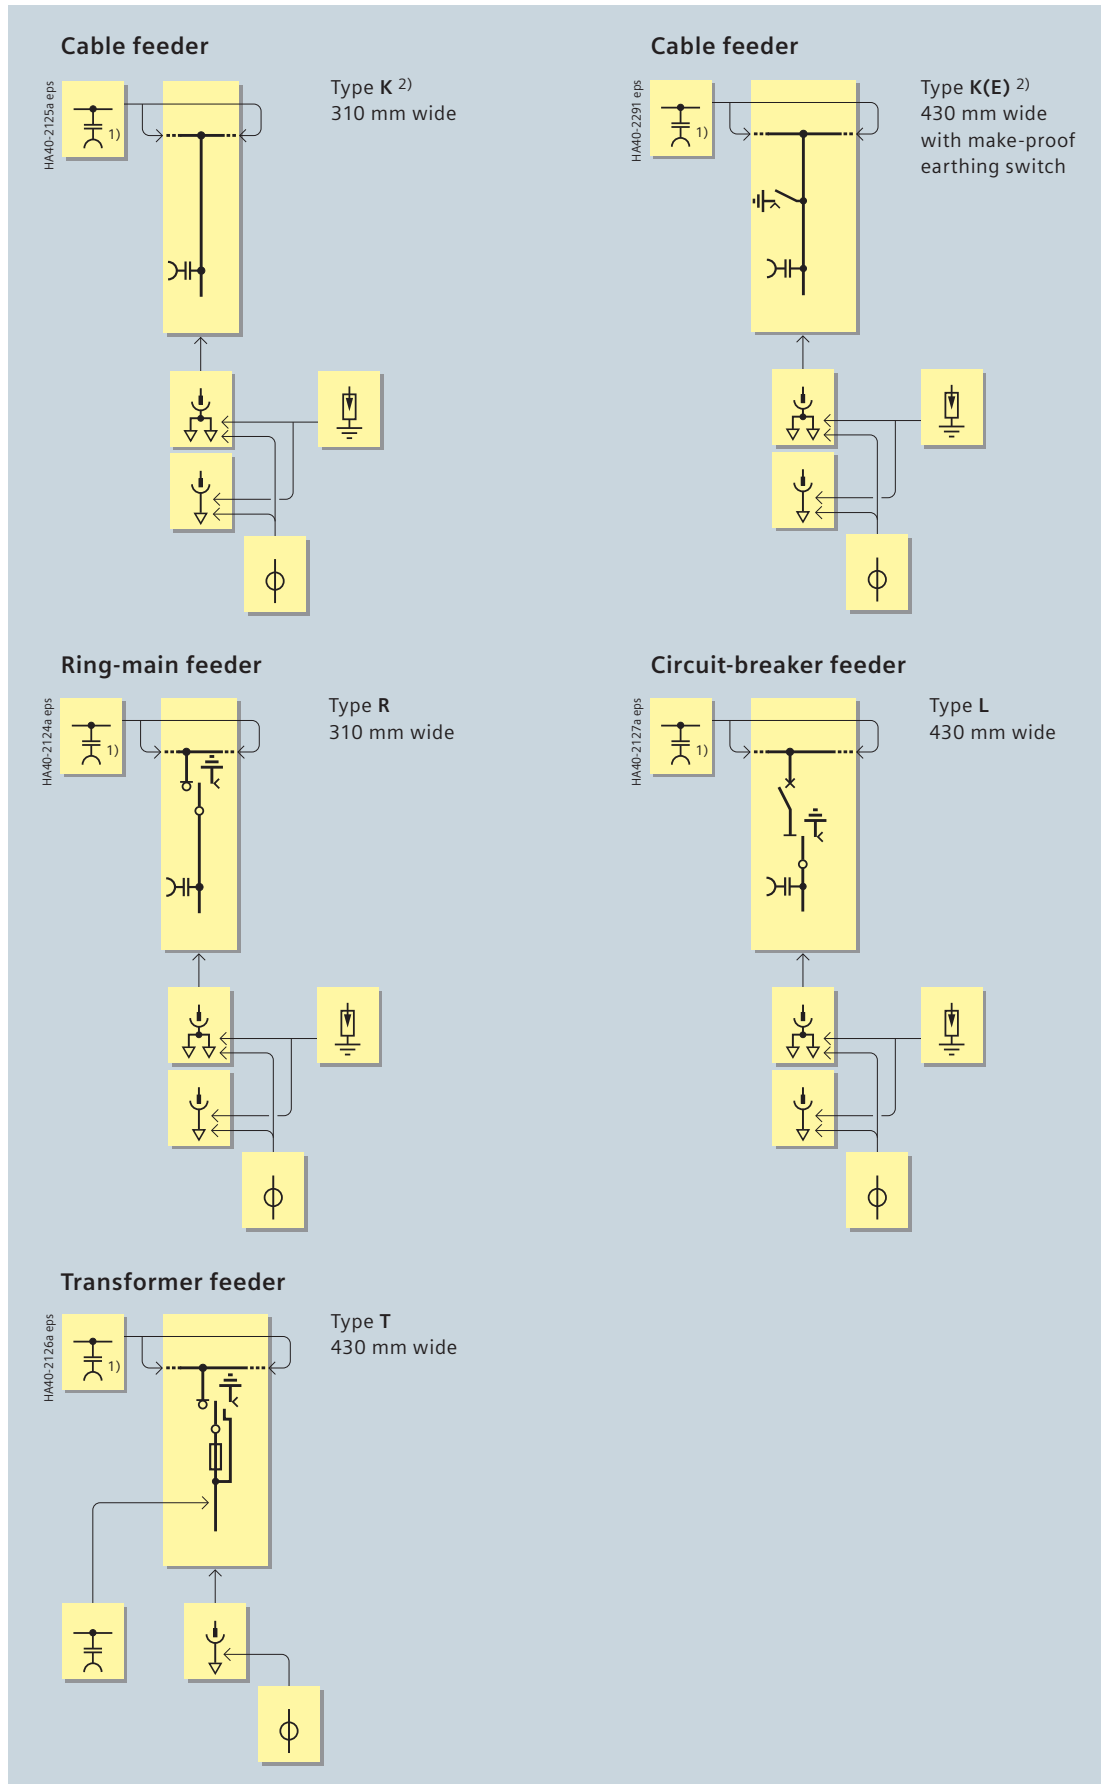 Cable feeder
HA40-2125a eps
1)
Type K 2)
310 mm wide
Cable feeder
HA40-2291 eps
1)
Type K(E) 2)
430 mm wide
with make-proof
earthing switch
Ring-main feeder
HA40-2124a eps
1)
Type R
310 mm wide
Circuit-breaker feeder
HA40-2127a eps
1)
Type L
430 mm wide
Transformer feeder
HA40-2126a eps
1)
Type T
430 mm wide